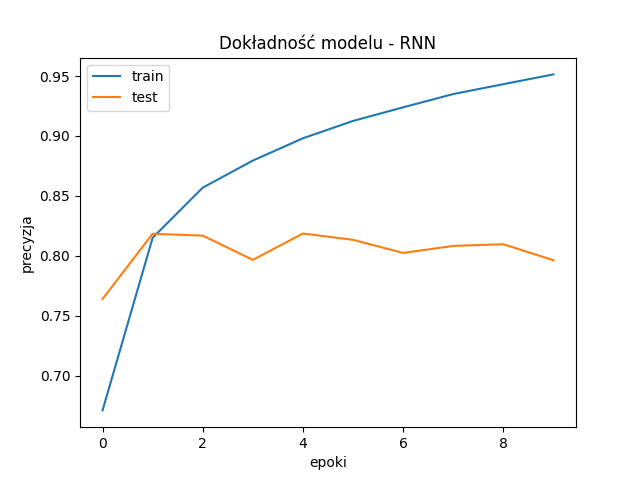 Dokładność modelu - RNN
train
test
precyzja
0.95
0.90
0.85
0.80
0.75
0.70
0 2 4 6 8
epoki